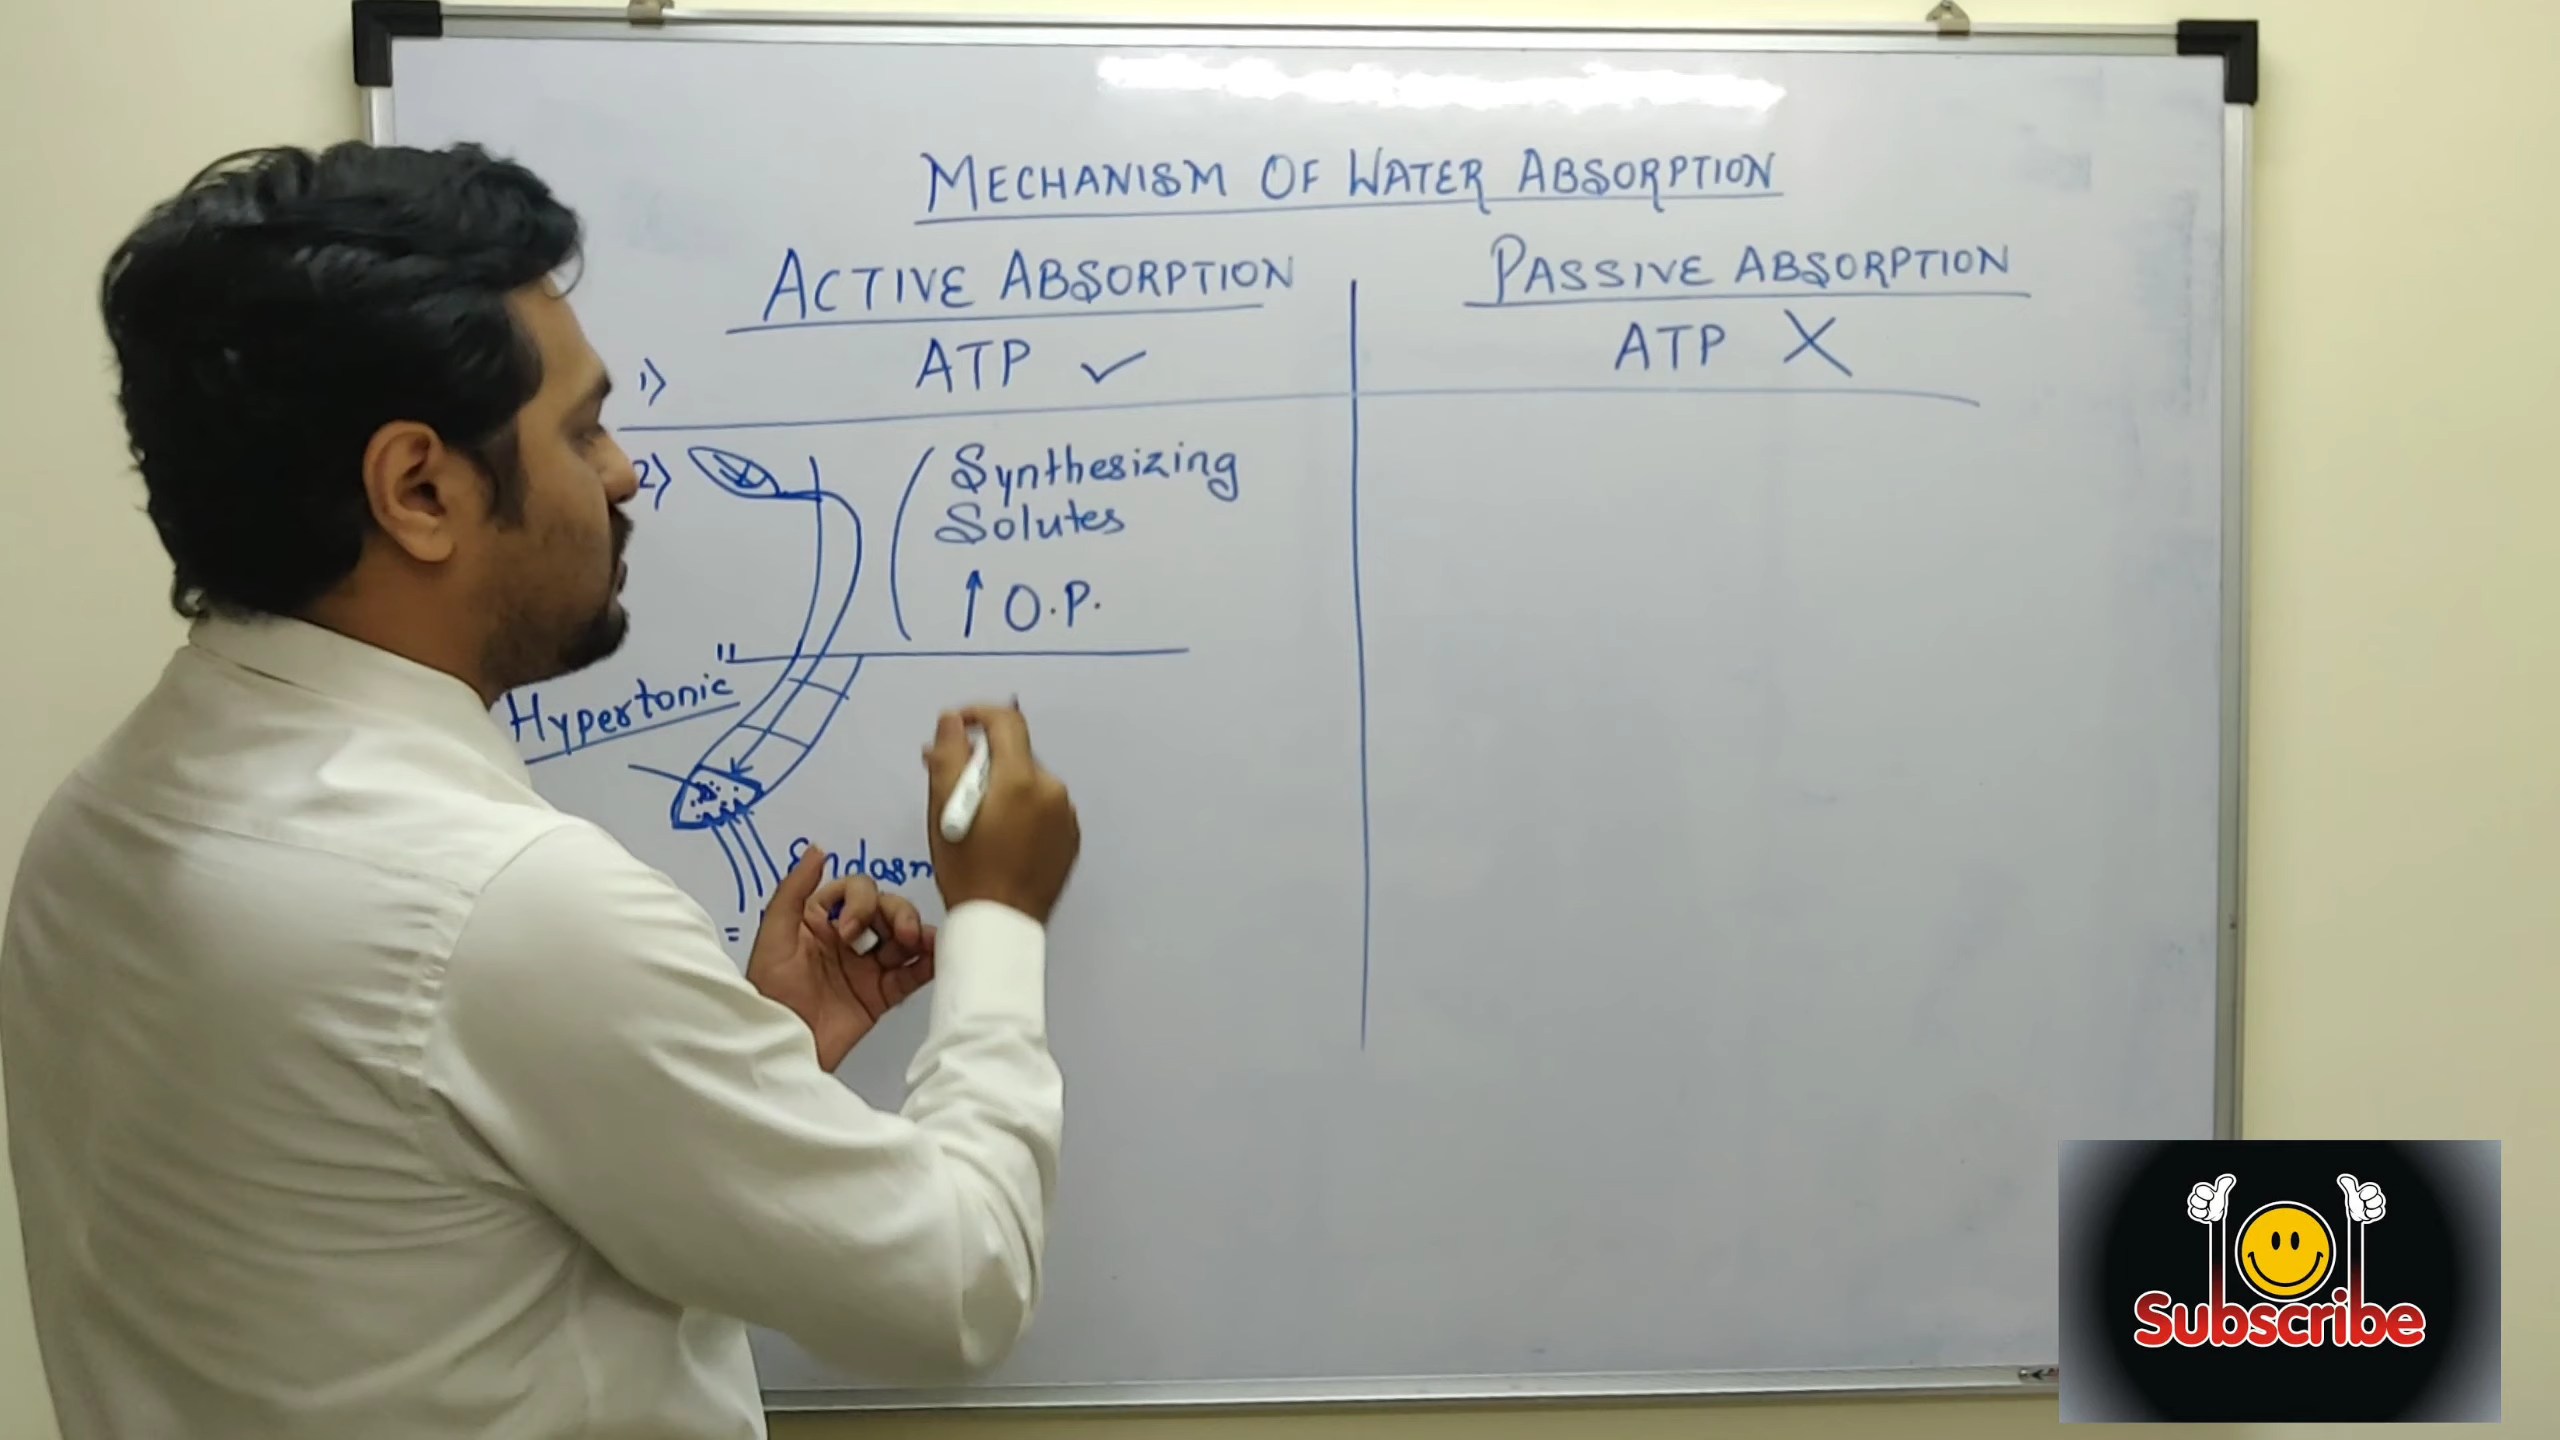 MECHANISM OF WATER ABSORPTION
ACTIVE ABSORPTION
PASSIVE ABSORPTION
1) ATP ✓
ATP X
2) Synthesizing
Solutes
↑ O.P.
Hypertonic
=
Subscribe